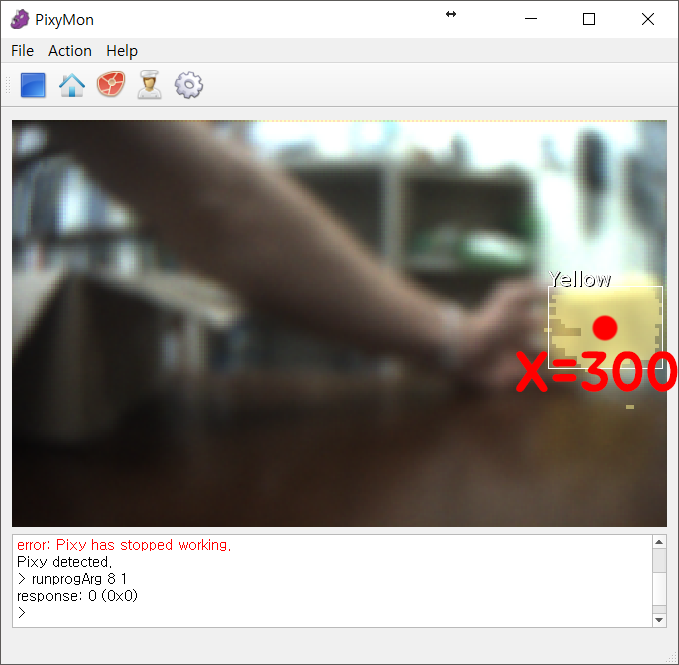 PixyMon
File Action Help
Yellow
X=300
error: Pixy has stopped working.
Pixy detected.
> runprogArg 8 1
response: 0 (0x0)
>